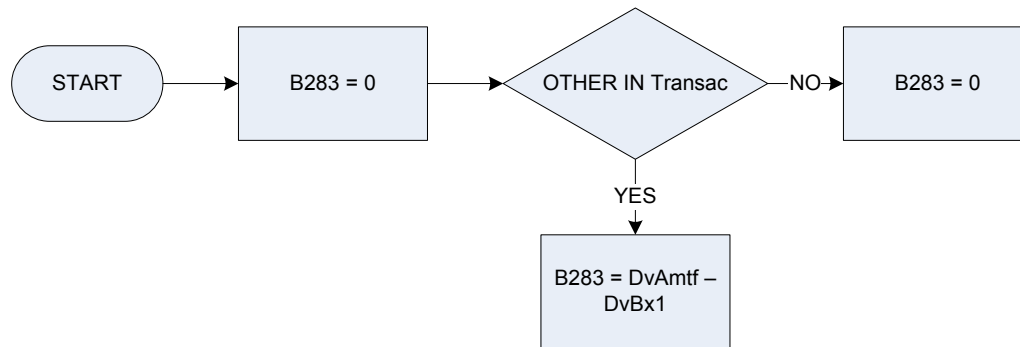 START
B283 = 0
OTHER IN Transac
NO
B283 = 0
YES
B283 = DvAmtf –
DvBx1